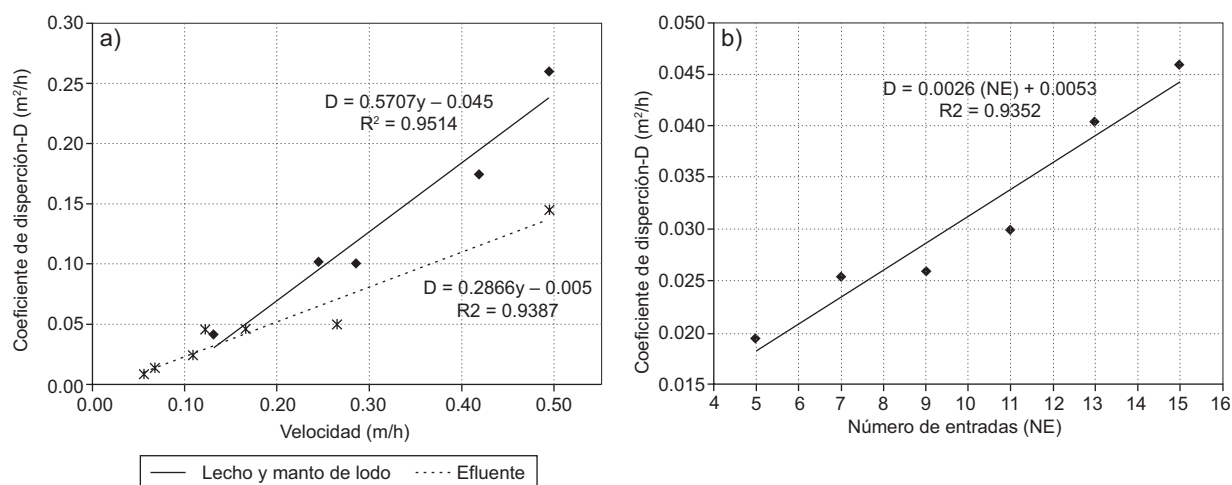 a)
Coeficiente de disperción-D (m²/h)
0.30
0.25
0.20
0.15
0.10
0.05
0.00
D = 0.5707y – 0.045
R² = 0.9514
D = 0.2866y – 0.005
R2 = 0.9387
0.00 0.10 0.20 0.30 0.40 0.50
Velocidad (m/h)
Lecho y manto de lodo
Efluente
b)
Coeficiente de disperción-D (m²/h)
0.050
0.045
0.040
0.035
0.030
0.025
0.020
0.015
D = 0.0026 (NE) + 0.0053
R2 = 0.9352
4 5 6 7 8 9 10 11 12 13 14 15 16
Número de entradas (NE)